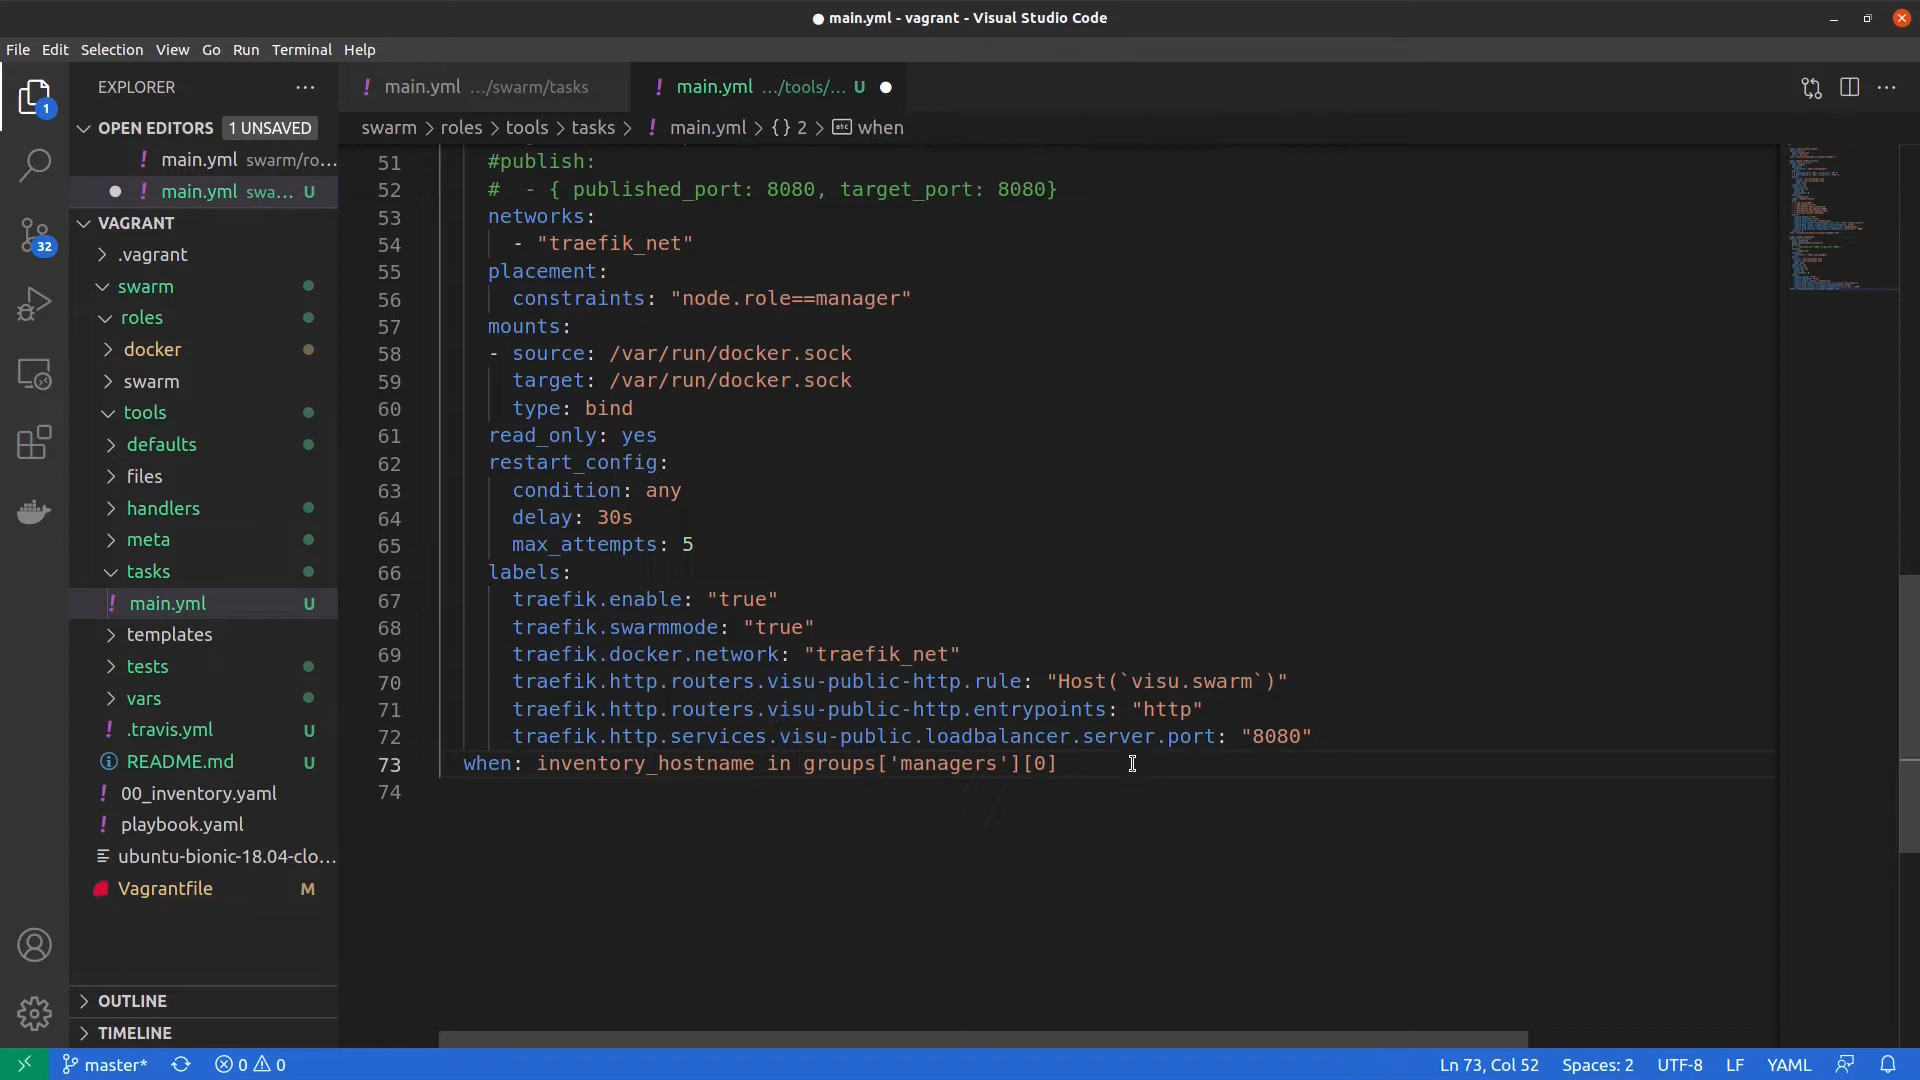 main.yml - vagrant - Visual Studio Code
File Edit Selection View Go Run Terminal Help
EXPLORER
main.yml .../swarm/tasks
main.yml .../tools/... U
1
OPEN EDITORS 1 UNSAVED
main.yml swarm/ro...
main.yml swa... U
swarm > roles > tools > tasks > ! main.yml > {} 2 > abc when
VAGRANT
32
.vagrant
swarm
roles
docker
swarm
tools
defaults
files
handlers
meta
tasks
main.yml U
templates
tests
vars
.travis.yml U
README.md U
00_inventory.yaml
playbook.yaml
ubuntu-bionic-18.04-clo...
Vagrantfile M
OUTLINE
TIMELINE
51 #publish:
52 #  - { published_port: 8080, target_port: 8080}
53 networks:
54 - "traefik_net"
55 placement:
56 constraints: "node.role==manager"
57 mounts:
58 - source: /var/run/docker.sock
59 target: /var/run/docker.sock
60 type: bind
61 read_only: yes
62 restart_config:
63 condition: any
64 delay: 30s
65 max_attempts: 5
66 labels:
67 traefik.enable: "true"
68 traefik.swarmmode: "true"
69 traefik.docker.network: "traefik_net"
70 traefik.http.routers.visu-public-http.rule: "Host(`visu.swarm`)"
71 traefik.http.routers.visu-public-http.entrypoints: "http"
72 traefik.http.services.visu-public.loadbalancer.server.port: "8080"
73 when: inventory_hostname in groups['managers'][0]
74
master* 0 0 Ln 73, Col 52 Spaces: 2 UTF-8 LF YAML